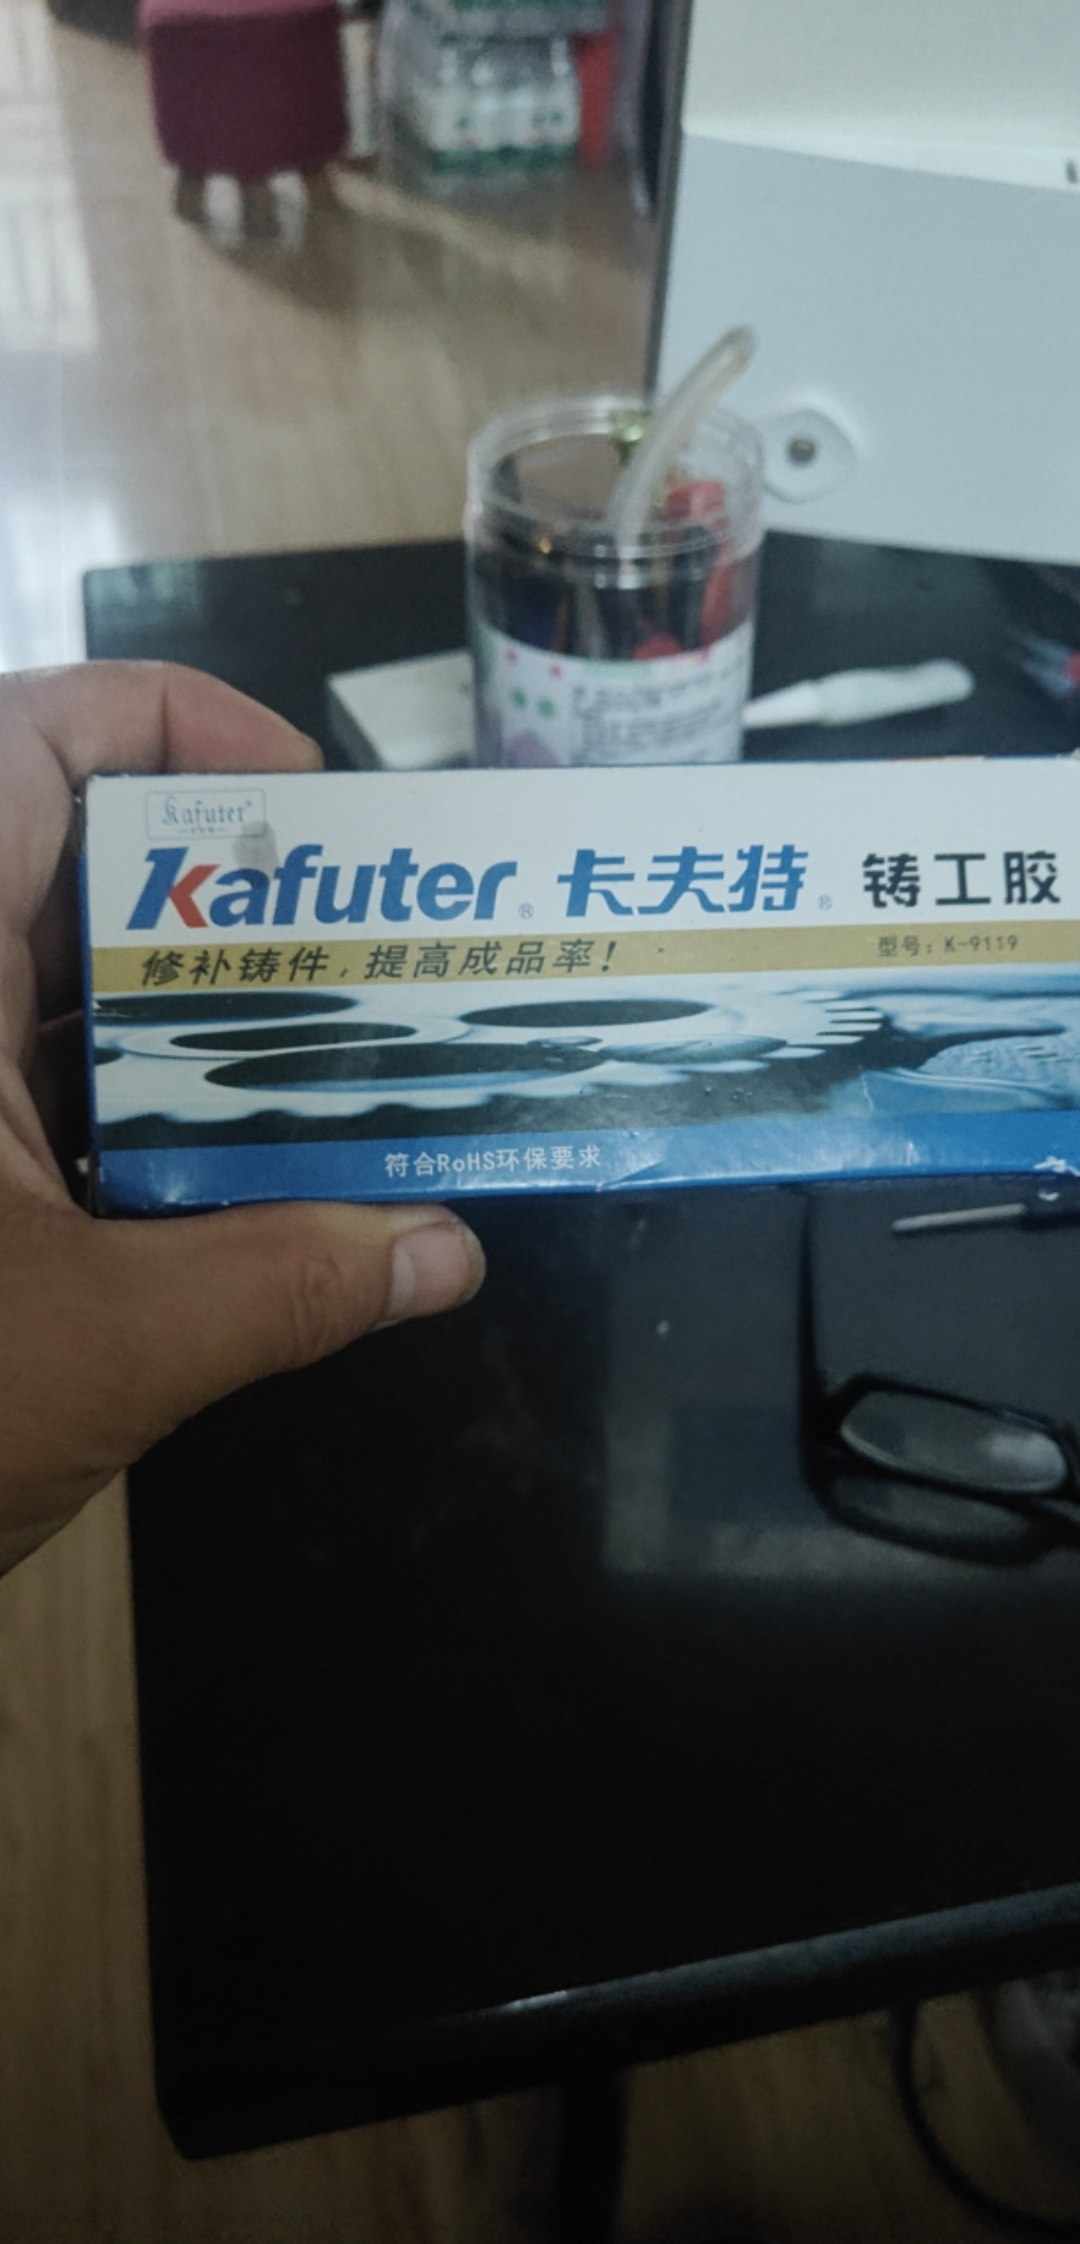 Kafuter®
kafuter® 卡夫特® 铸工胶
修补铸件，提高成品率！
型号：K-9119
符合RoHS环保要求